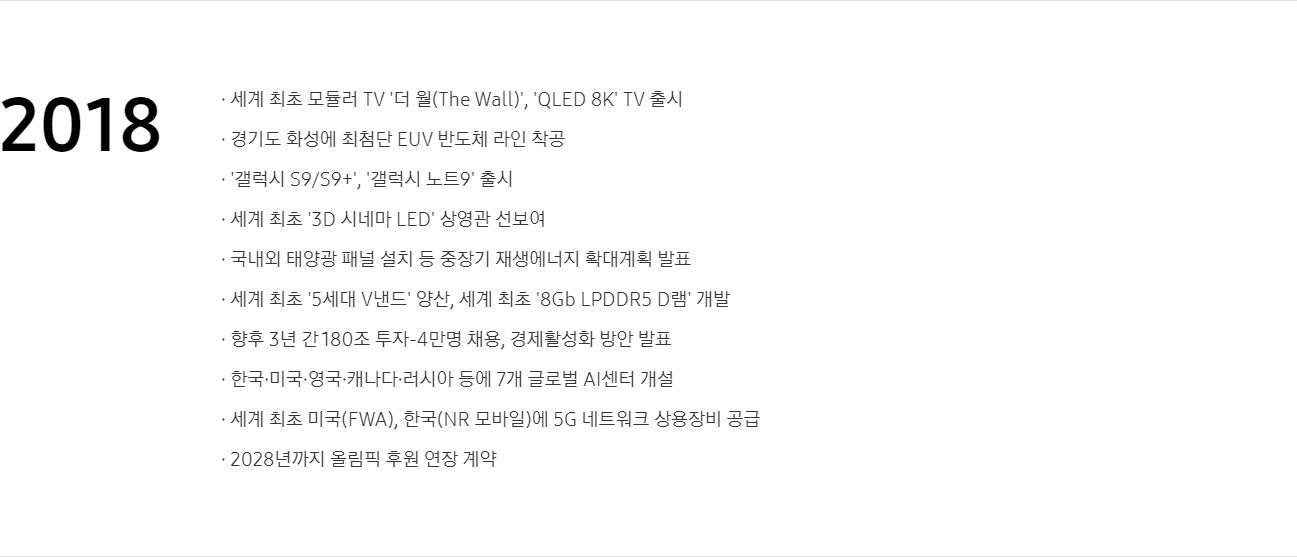 2018
· 세계 최초 모듈러 TV '더 월(The Wall)', 'QLED 8K' TV 출시
· 경기도 화성에 최첨단 EUV 반도체 라인 착공
· '갤럭시 S9/S9+', '갤럭시 노트9' 출시
· 세계 최초 '3D 시네마 LED' 상영관 선보여
· 국내외 태양광 패널 설치 등 중장기 재생에너지 확대계획 발표
· 세계 최초 '5세대 V낸드' 양산, 세계 최초 '8Gb LPDDR5 D램' 개발
· 향후 3년 간 180조 투자-4만명 채용, 경제활성화 방안 발표
· 한국·미국·영국·캐나다·러시아 등에 7개 글로벌 AI센터 개설
· 세계 최초 미국(FWA), 한국(NR 모바일)에 5G 네트워크 상용장비 공급
· 2028년까지 올림픽 후원 연장 계약